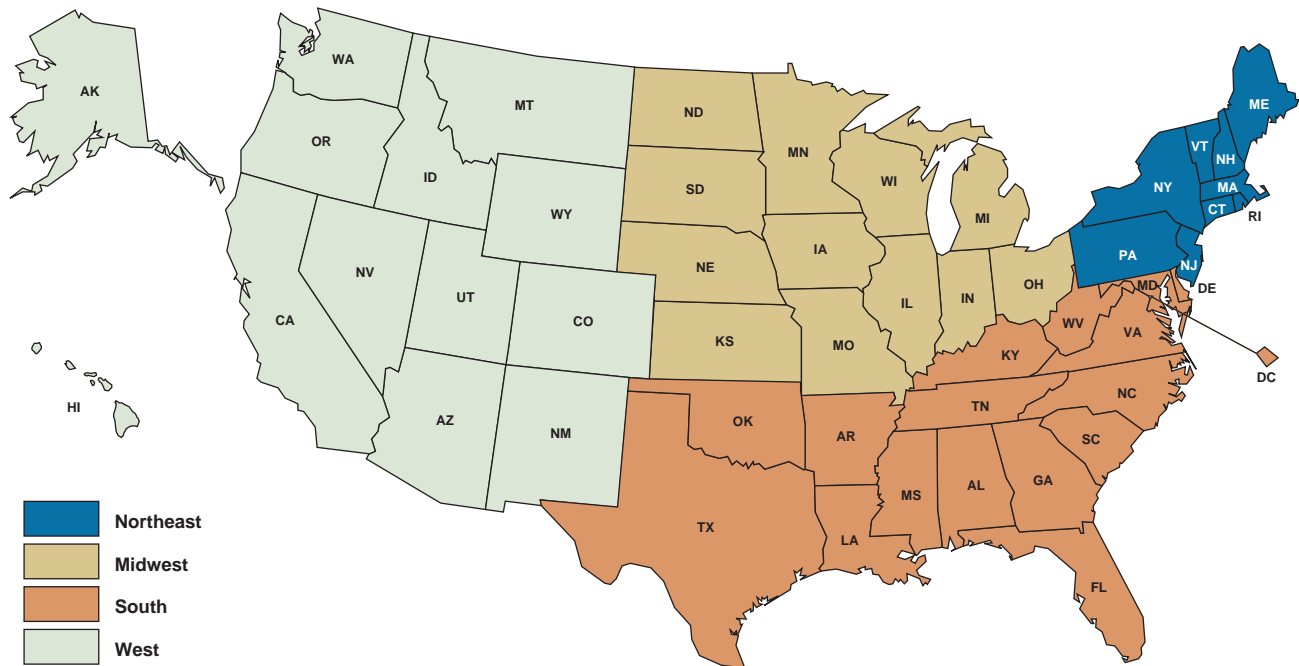 AK
WA
MT
ND
MN
ME
OR
ID
SD
WI
VT
NH
NY
MA
WY
MI
CT
RI
NV
NE
IA
PA
NJ
UT
IL
IN
OH
MD
DE
CA
CO
KS
MO
WV
VA
KY
DC
HI
AZ
NM
OK
AR
TN
NC
SC
MS
AL
GA
TX
LA
FL
Northeast
Midwest
South
West